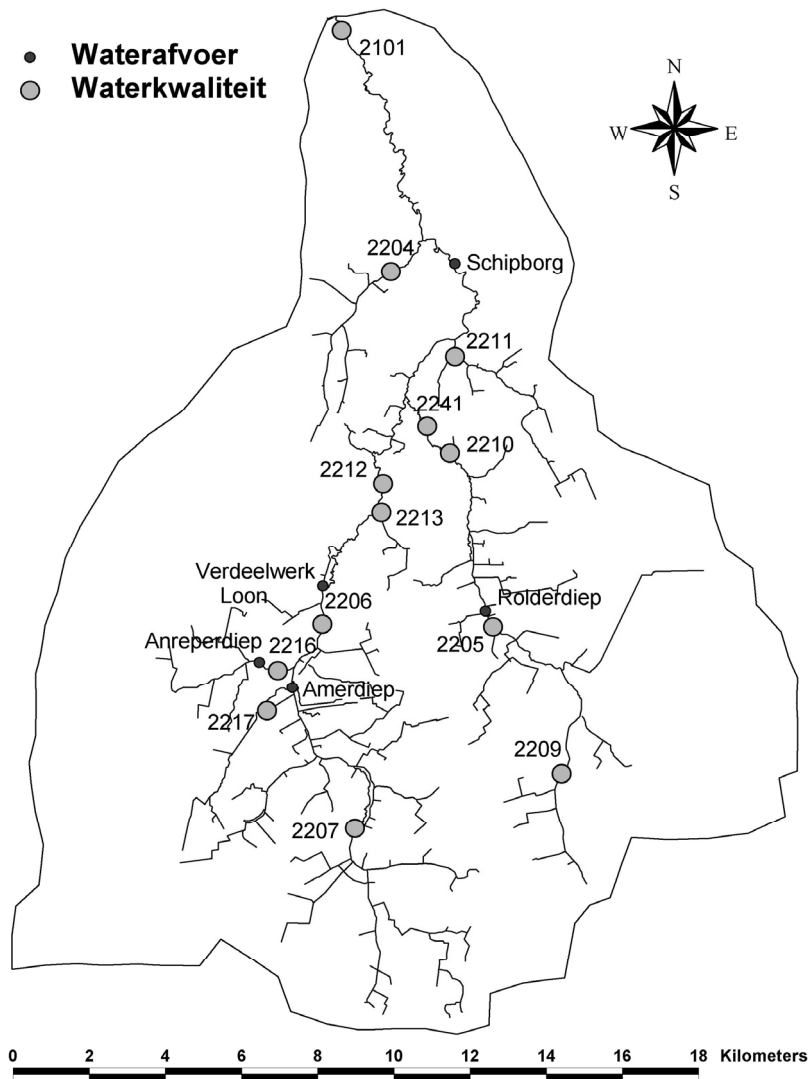 Waterafvoer
Waterkwaliteit
2101
N
W
E
S
2204
Schipborg
2211
2241
2210
2212
2213
Verdeelwerk
Loon
2206
Rolderdiep
2205
Anreperdiep
2216
Amerdiep
2217
2209
2207
0 2 4 6 8 10 12 14 16 18 Kilometers